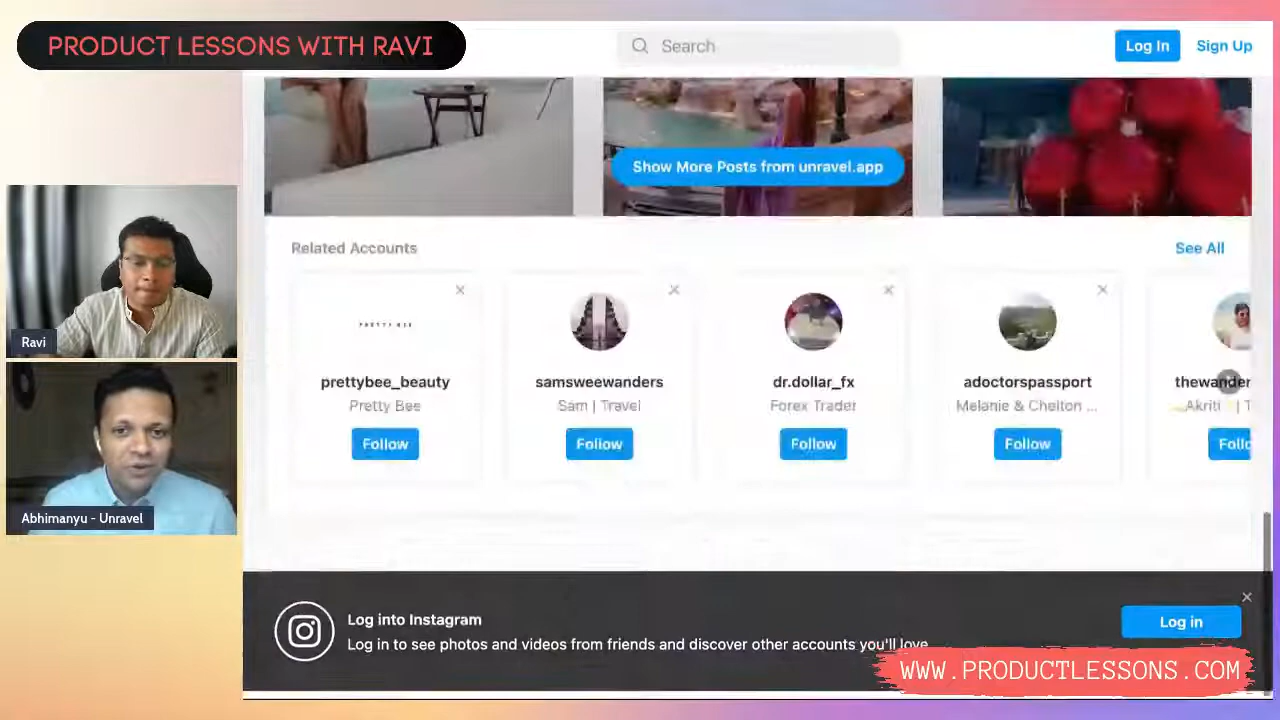 PRODUCT LESSONS WITH RAVI
Search
Log In
Sign Up
Show More Posts from unravel.app
Related Accounts
See All
PRETTY BEE
prettybee_beauty
Pretty Bee
Follow
samsweewanders
Sam | Travel
Follow
dr.dollar_fx
Forex Trader
Follow
adoctorspassport
Melanie & Chelton ...
Follow
Akriti
Ravi
Abhimanyu - Unravel
Log into Instagram
Log in to see photos and videos from friends and discover other accounts you'll love.
Log in
WWW.PRODUCTLESSONS.COM